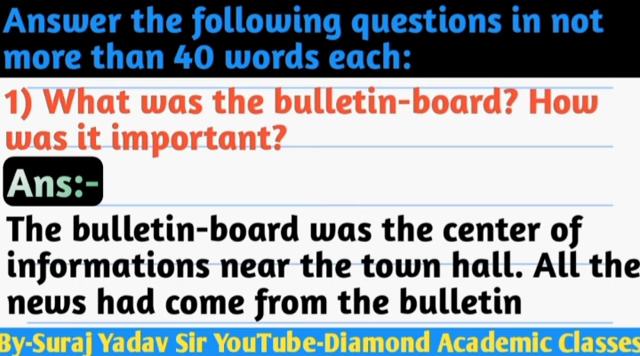 Answer the following questions in not
more than 40 words each:
1) What was the bulletin-board? How
was it important?
Ans:-
The bulletin-board was the center of
informations near the town hall. All the
news had come from the bulletin
By-Suraj Yadav Sir YouTube-Diamond Academic Classes